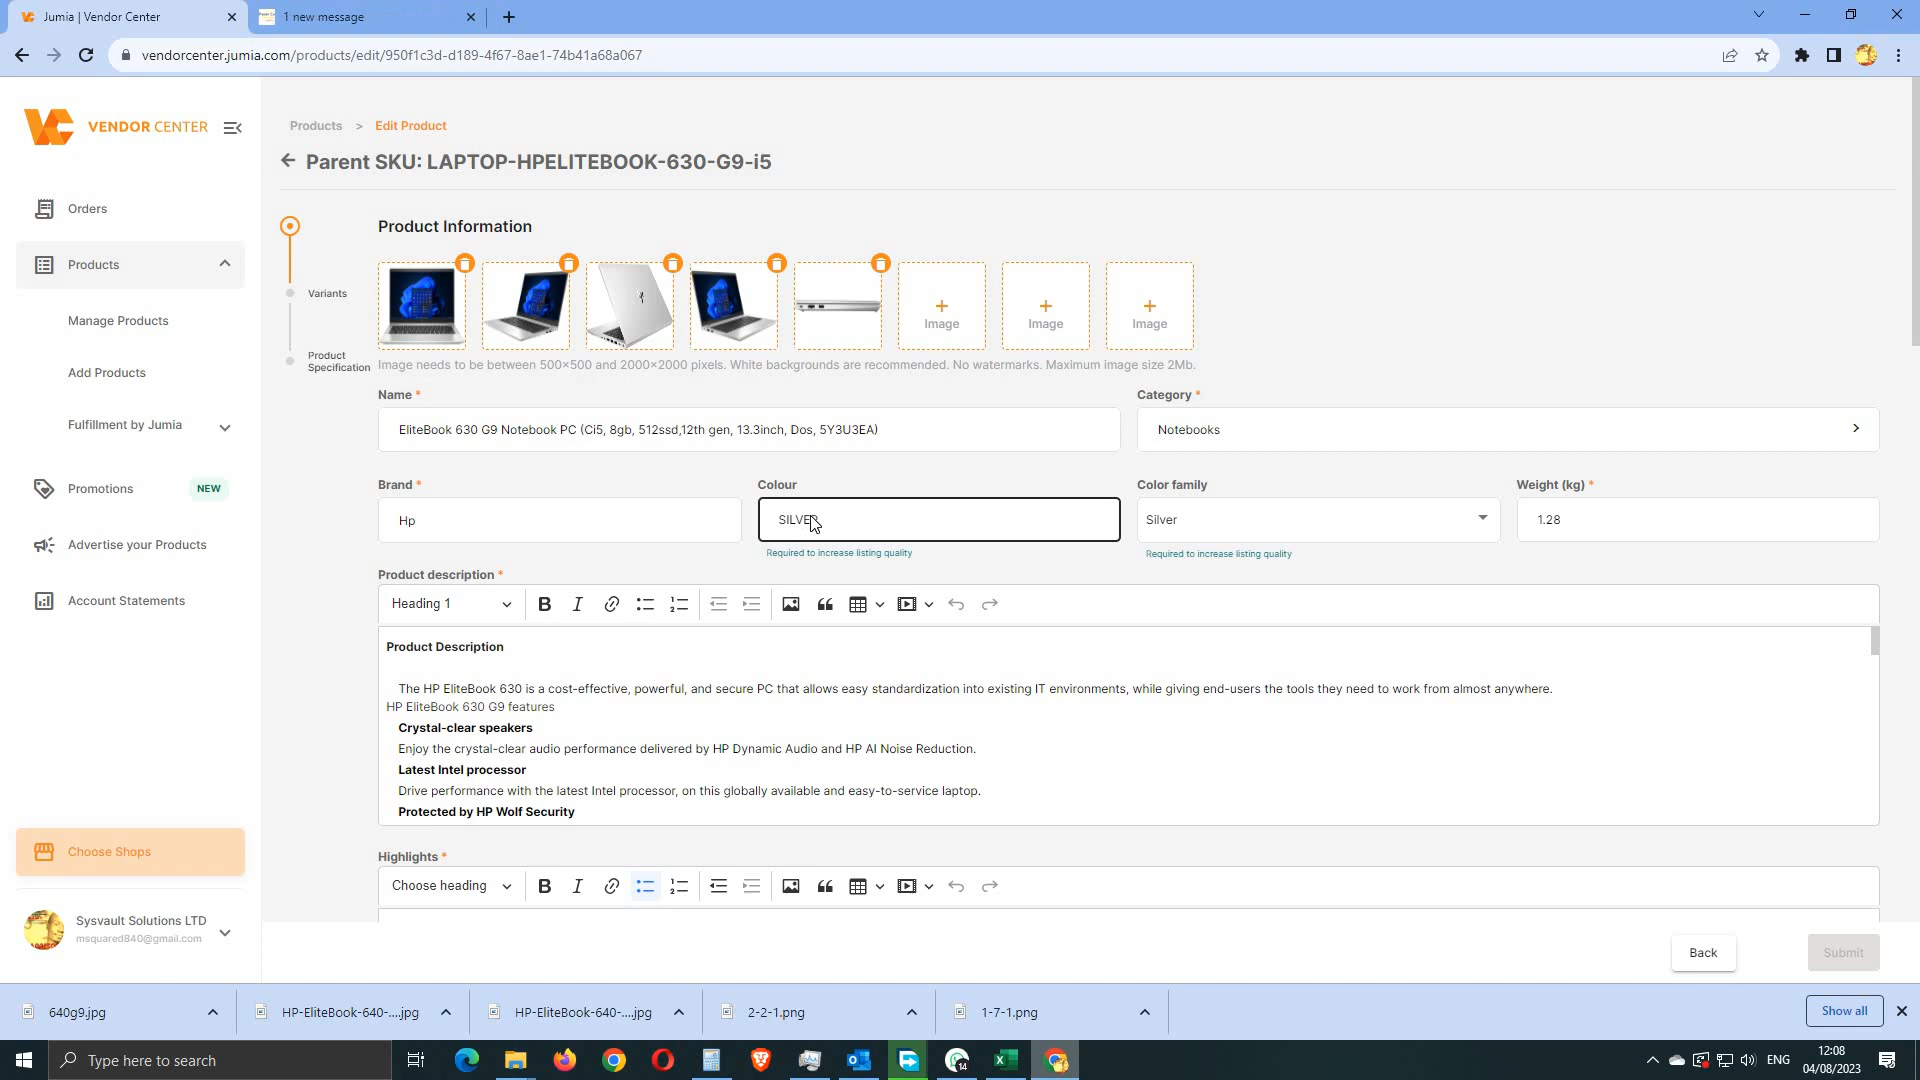 Jumia | Vendor Center
1 new message
vendorcenter.jumia.com/products/edit/950f1c3d-d189-4f67-8ae1-74b41a68a067
VENDOR CENTER
Orders
Products
Manage Products
Add Products
Fulfillment by Jumia
Promotions NEW
Advertise your Products
Account Statements
Choose Shops
Sysvault Solutions LTD
msquared840@gmail.com
Products > Edit Product
Parent SKU: LAPTOP-HPELITEBOOK-630-G9-i5
Variants
Product
Specification
Product Information
+ + +
Image Image Image
Image needs to be between 500×500 and 2000×2000 pixels. White backgrounds are recommended. No watermarks. Maximum image size 2Mb.
Name * Category *
EliteBook 630 G9 Notebook PC (Ci5, 8gb, 512ssd,12th gen, 13.3inch, Dos, 5Y3U3EA) Notebooks
Brand * Colour Color family Weight (kg) *
Hp SILVER Silver 1.28
Required to increase listing quality Required to increase listing quality
Product description *
Heading 1
Product Description
The HP EliteBook 630 is a cost-effective, powerful, and secure PC that allows easy standardization into existing IT environments, while giving end-users the tools they need to work from almost anywhere.
HP EliteBook 630 G9 features
Crystal-clear speakers
Enjoy the crystal-clear audio performance delivered by HP Dynamic Audio and HP AI Noise Reduction.
Latest Intel processor
Drive performance with the latest Intel processor, on this globally available and easy-to-service laptop.
Protected by HP Wolf Security
Highlights *
Choose heading
Back Submit
640g9.jpg HP-EliteBook-640-....jpg HP-EliteBook-640-....jpg 2-2-1.png 1-7-1.png Show all
Type here to search
14
ENG
12:08
04/08/2023